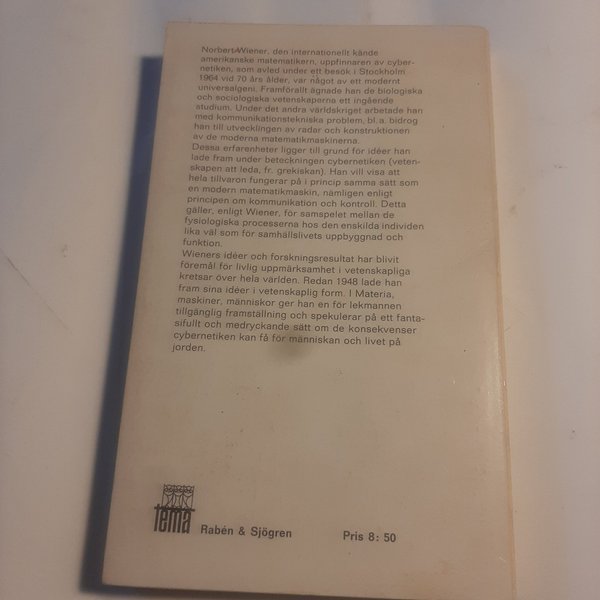 Norbert Wiener, den internationellt kände
amerikanske matematikern, uppfinnaren av cyber-
netiken, som avled under ett besök i Stockholm
1964 vid 70 års ålder, var något av ett modernt
universalgeni. Framförallt ägnade han de biologiska
och sociologiska vetenskaperna ett ingående
studium. Under det andra världskriget arbetade han
med kommunikationstekniska problem, bl. a. bidrog
han till utvecklingen av radar och konstruktionen
av de moderna matematikmaskinerna.
Dessa erfarenheter ligger till grund för idéer han
lade fram under beteckningen cybernetiken (veten-
skapen att leda, fr. grekiskan). Han vill visa att
hela tillvaron fungerar på i princip samma sätt som
en modern matematikmaskin, nämligen enligt
principen om kommunikation och kontroll. Detta
gäller, enligt Wiener, för samspelet mellan de
fysiologiska processerna hos den enskilda individen
lika väl som för samhällslivets uppbyggnad och
funktion.
Wieners idéer och forskningsresultat har blivit
föremål för livlig uppmärksamhet i vetenskapliga
kretsar över hela världen. Redan 1948 lade han
fram sina idéer i vetenskaplig form. I Materia,
maskiner, människor ger han en för lekmannen
tillgänglig framställning och spekulerar på ett fanta-
sifullt och medryckande sätt om de konsekvenser
cybernetiken kan få för människan och livet på
jorden.
tema
Rabén & Sjögren Pris 8: 50